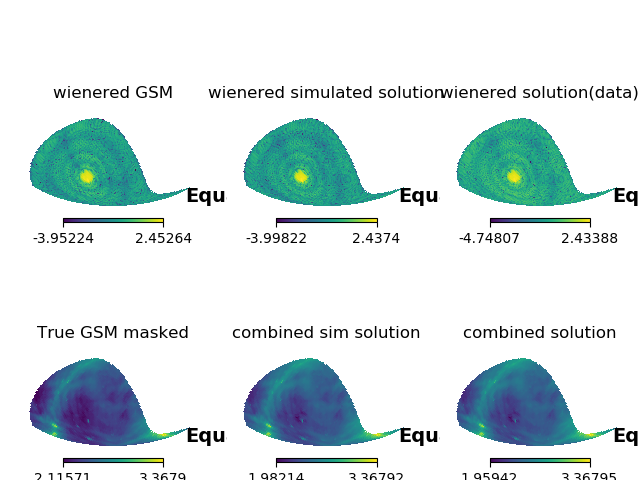 wienered GSM wienered simulated solution wienered solution(data)
Equ Equ Eq
-3.95224 2.45264 -3.99822 2.4374 -4.74807 2.43388
True GSM masked combined sim solution combined solution
Equ Equ Eq
2.11571 3.3679 1.98214 3.36792 1.95942 3.36795